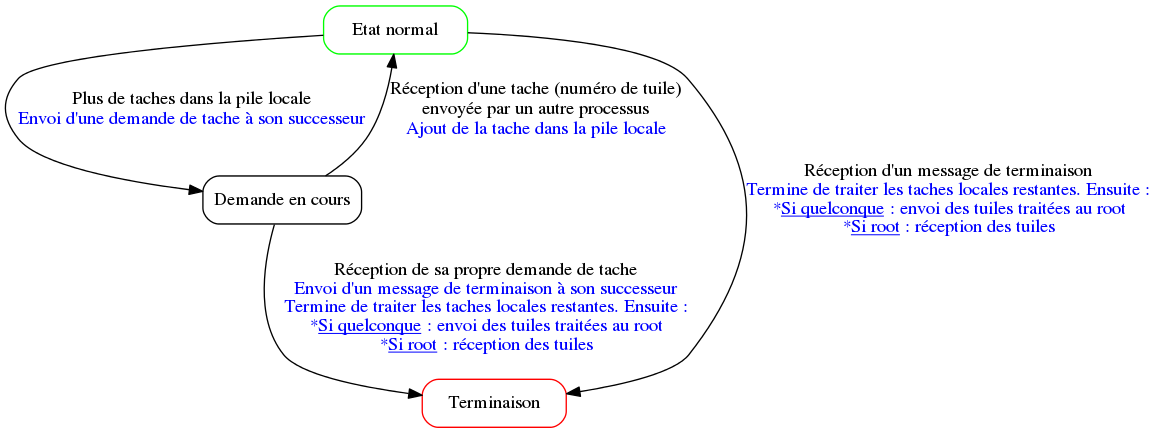 Etat normal
Plus de taches dans la pile locale
Envoi d'une demande de tache à son successeur
Réception d'une tache (numéro de tuile)
envoyée par un autre processus
Ajout de la tache dans la pile locale
Réception d'un message de terminaison
Termine de traiter les taches locales restantes. Ensuite :
*Si quelconque : envoi des tuiles traitées au root
*Si root : réception des tuiles
Demande en cours
Réception de sa propre demande de tache
Envoi d'un message de terminaison à son successeur
Termine de traiter les taches locales restantes. Ensuite :
*Si quelconque : envoi des tuiles traitées au root
*Si root : réception des tuiles
Terminaison